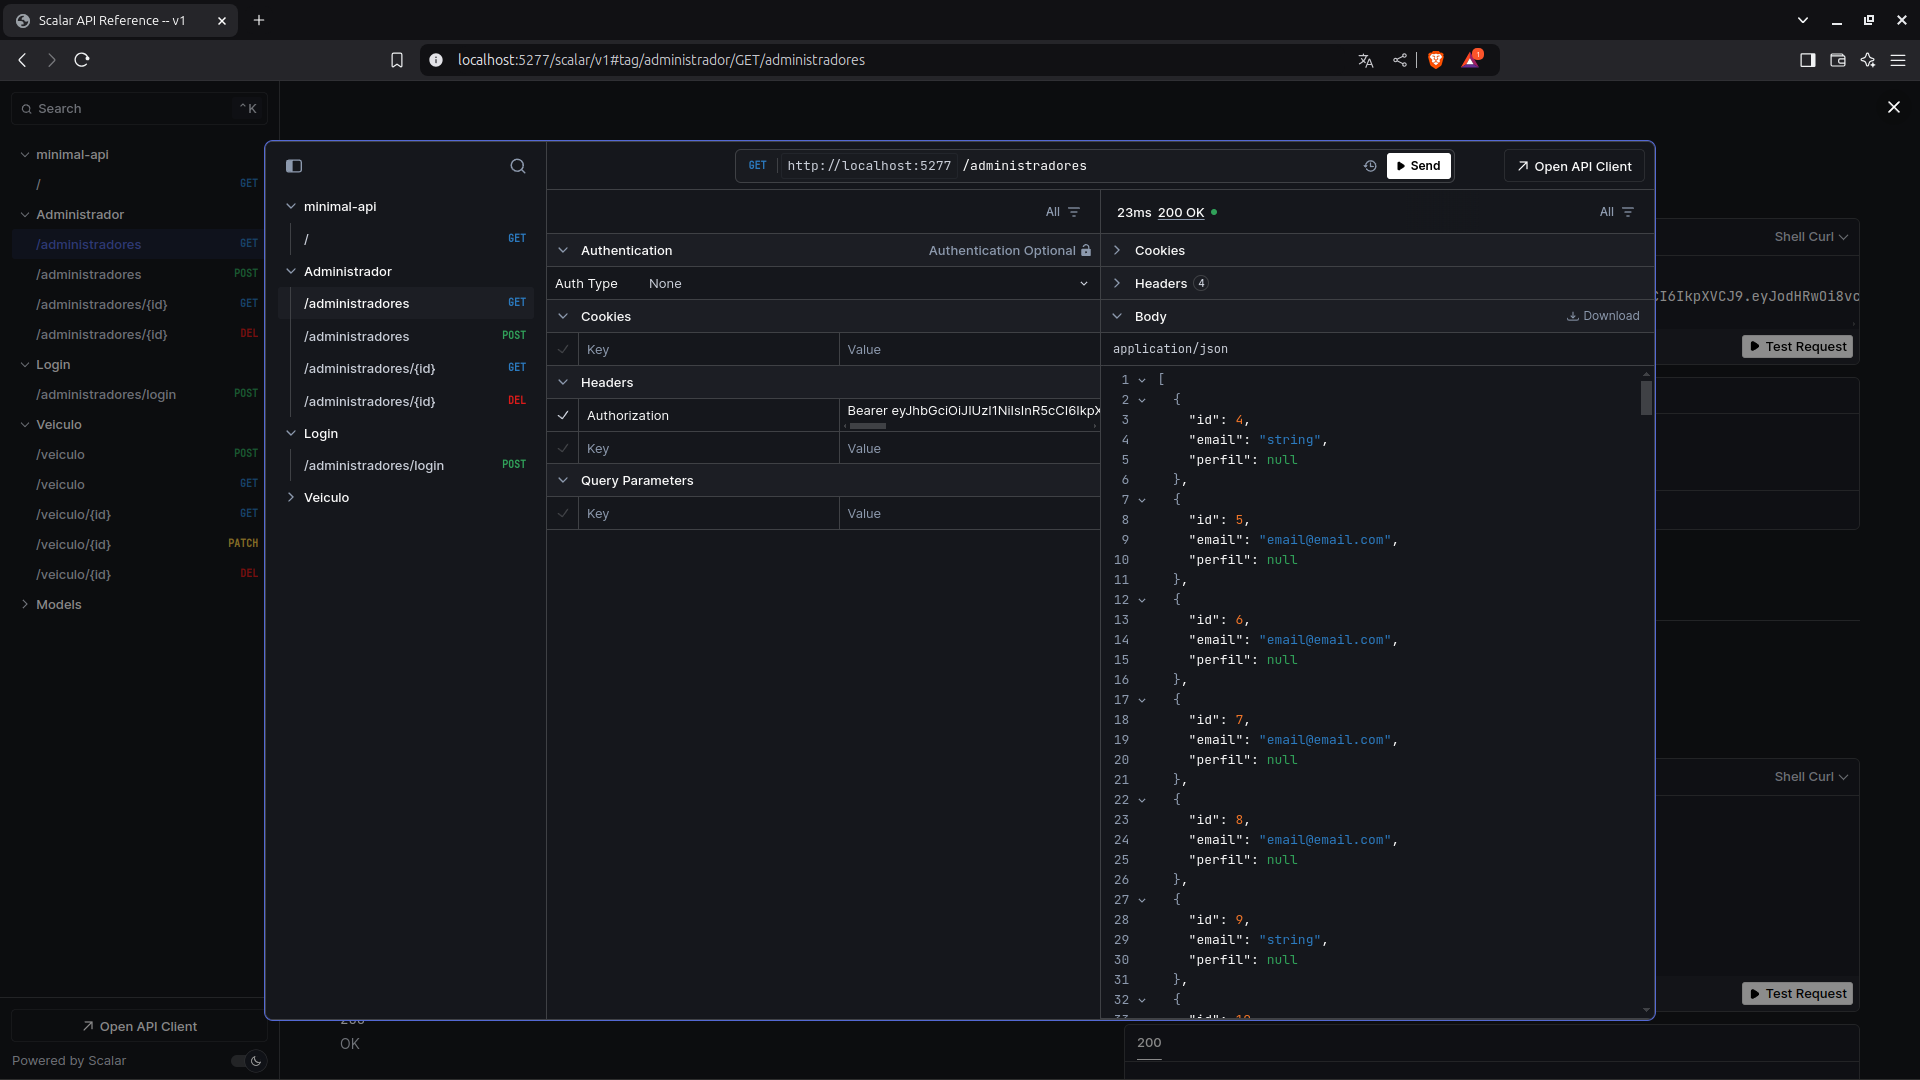 Scalar API Reference -- v1
localhost:5277/scalar/v1#tag/administrador/GET/administradores
1
Search
^K
minimal-api
/ GET
Administrador
/administradores GET
/administradores POST
/administradores/{id} GET
/administradores/{id} DEL
Login
/administradores/login POST
Veiculo
/veiculo POST
/veiculo GET
/veiculo/{id} GET
/veiculo/{id} PATCH
/veiculo/{id} DEL
Models
Open API Client
Powered by Scalar
minimal-api
/ GET
Administrador
/administradores GET
/administradores POST
/administradores/{id} GET
/administradores/{id} DEL
Login
/administradores/login POST
Veiculo
GET http://localhost:5277 /administradores
Send
Open API Client
All
Authentication Authentication Optional
Auth Type None
Cookies
Key Value
Headers
Authorization Bearer eyJhbGciOiJIUzI1NiIsInR5cCI6IkpX
Key Value
Query Parameters
Key Value
23ms 200 OK
All
Cookies
Headers 4
Body Download
application/json
1 [
2 {
3 "id": 4,
4 "email": "string",
5 "perfil": null
6 },
7 {
8 "id": 5,
9 "email": "email@email.com",
10 "perfil": null
11 },
12 {
13 "id": 6,
14 "email": "email@email.com",
15 "perfil": null
16 },
17 {
18 "id": 7,
19 "email": "email@email.com",
20 "perfil": null
21 },
22 {
23 "id": 8,
24 "email": "email@email.com",
25 "perfil": null
26 },
27 {
28 "id": 9,
29 "email": "string",
30 "perfil": null
31 },
32 {
33 "id": 10
Shell Curl
CI6IkpXVCJ9.eyJodHRwOi8vc
Test Request
Shell Curl
Test Request
200
OK
200